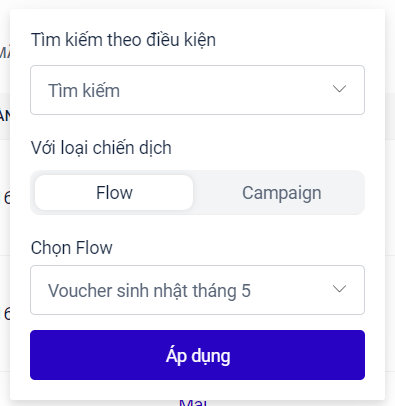 Tìm kiếm theo điều kiện
Tìm kiếm
Với loại chiến dịch
Flow Campaign
Chọn Flow
Voucher sinh nhật tháng 5
Áp dụng